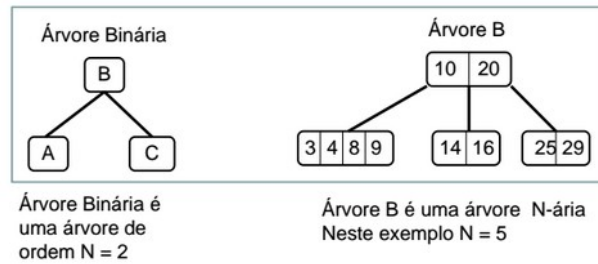 Árvore Binária
B
A
C
Árvore B
10 20
3 4 8 9
14 16
25 29
Árvore Binária é
uma árvore de
ordem N = 2
Árvore B é uma árvore N-ária
Neste exemplo N = 5